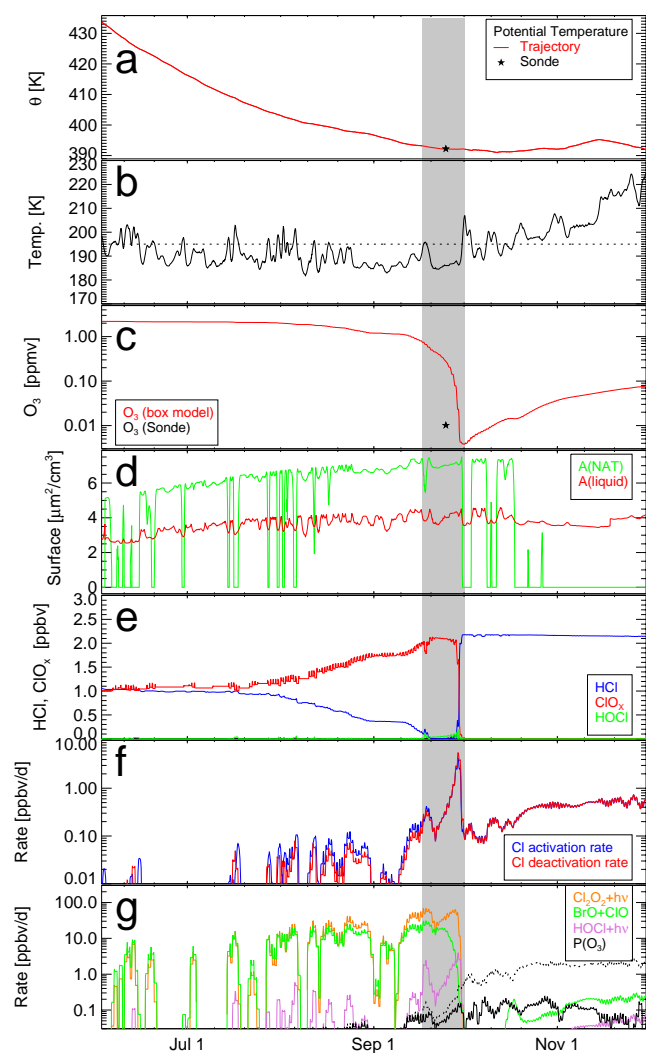 a
θ [K]
430
420
410
400
390
Potential Temperature
Trajectory
Sonde
b
Temp. [K]
230
220
210
200
190
180
170
c
O₃ [ppmv]
1.00
0.10
0.01
O₃ (box model)
O₃ (Sonde)
d
Surface [μm²/cm³]
6
4
2
0
A(NAT)
A(liquid)
e
HCl, ClOₓ [ppbv]
3.0
2.5
2.0
1.5
1.0
0.5
0.0
HCl
ClOₓ
HOCl
f
Rate [ppbv/d]
10.00
1.00
0.10
0.01
Cl activation rate
Cl deactivation rate
g
Rate [ppbv/d]
100.0
10.0
1.0
0.1
Cl₂O₂+hν
BrO+ClO
HOCl+hν
P(O₃)
Jul 1
Sep 1
Nov 1